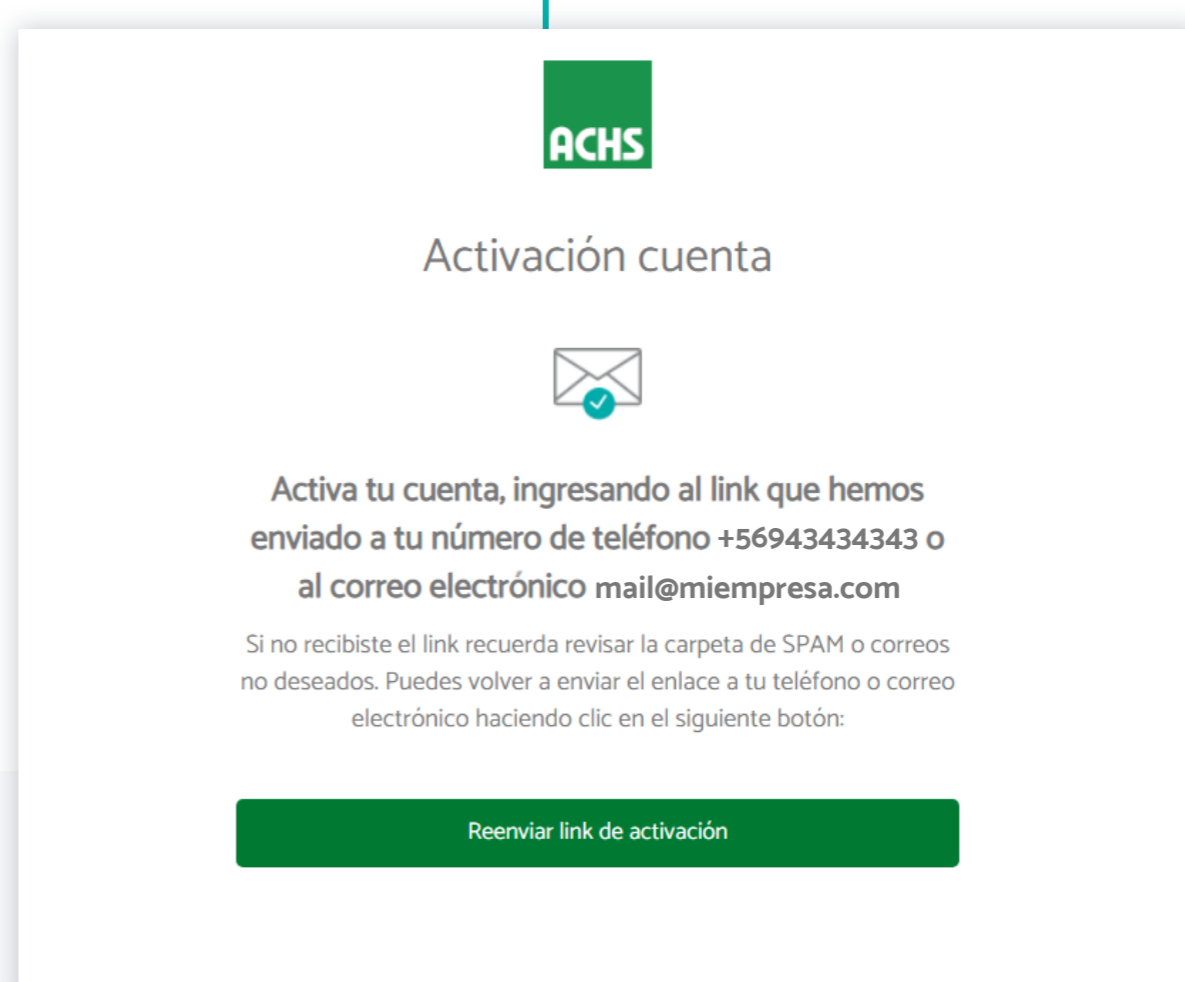 ACHS
Activación cuenta
Activa tu cuenta, ingresando al link que hemos
enviado a tu número de teléfono +56943434343 o
al correo electrónico mail@miempresa.com
Si no recibiste el link recuerda revisar la carpeta de SPAM o correos
no deseados. Puedes volver a enviar el enlace a tu teléfono o correo
electrónico haciendo clic en el siguiente botón:
Reenviar link de activación